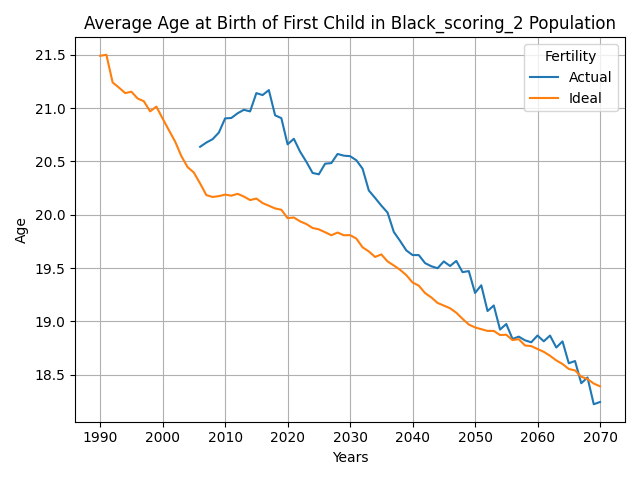 Average Age at Birth of First Child in Black_scoring_2 Population
Fertility
Actual
Ideal
21.5
21.0
20.5
20.0
19.5
19.0
18.5
Age
1990 2000 2010 2020 2030 2040 2050 2060 2070
Years